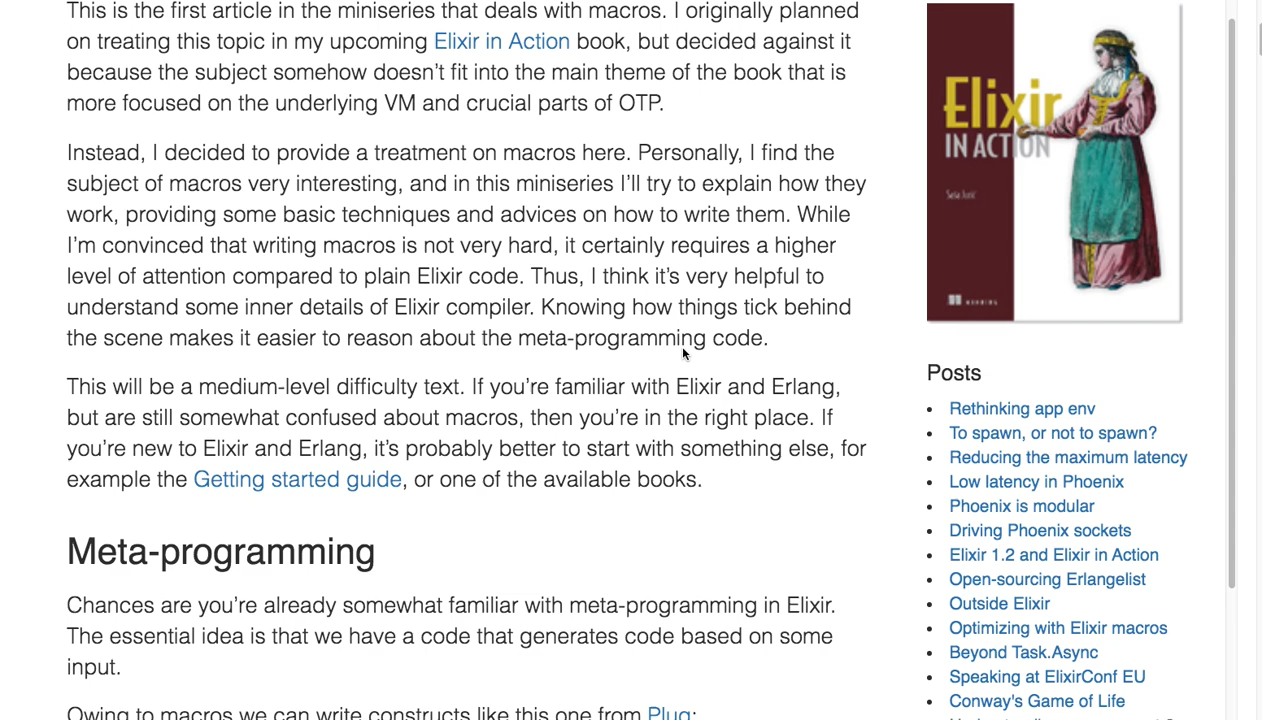 This is the first article in the miniseries that deals with macros. I originally planned
on treating this topic in my upcoming Elixir in Action book, but decided against it
because the subject somehow doesn’t fit into the main theme of the book that is
more focused on the underlying VM and crucial parts of OTP.
Instead, I decided to provide a treatment on macros here. Personally, I find the
subject of macros very interesting, and in this miniseries I’ll try to explain how they
work, providing some basic techniques and advices on how to write them. While
I’m convinced that writing macros is not very hard, it certainly requires a higher
level of attention compared to plain Elixir code. Thus, I think it’s very helpful to
understand some inner details of Elixir compiler. Knowing how things tick behind
the scene makes it easier to reason about the meta-programming code.
This will be a medium-level difficulty text. If you’re familiar with Elixir and Erlang,
but are still somewhat confused about macros, then you’re in the right place. If
you’re new to Elixir and Erlang, it’s probably better to start with something else, for
example the Getting started guide, or one of the available books.
Meta-programming
Chances are you’re already somewhat familiar with meta-programming in Elixir.
The essential idea is that we have a code that generates code based on some
input.
Owing to macros we can write constructs like this one from Plug:
Elixir
IN ACTION
Saša Jurić
MANNING
Posts
Rethinking app env
To spawn, or not to spawn?
Reducing the maximum latency
Low latency in Phoenix
Phoenix is modular
Driving Phoenix sockets
Elixir 1.2 and Elixir in Action
Open-sourcing Erlangelist
Outside Elixir
Optimizing with Elixir macros
Beyond Task.Async
Speaking at ElixirConf EU
Conway's Game of Life